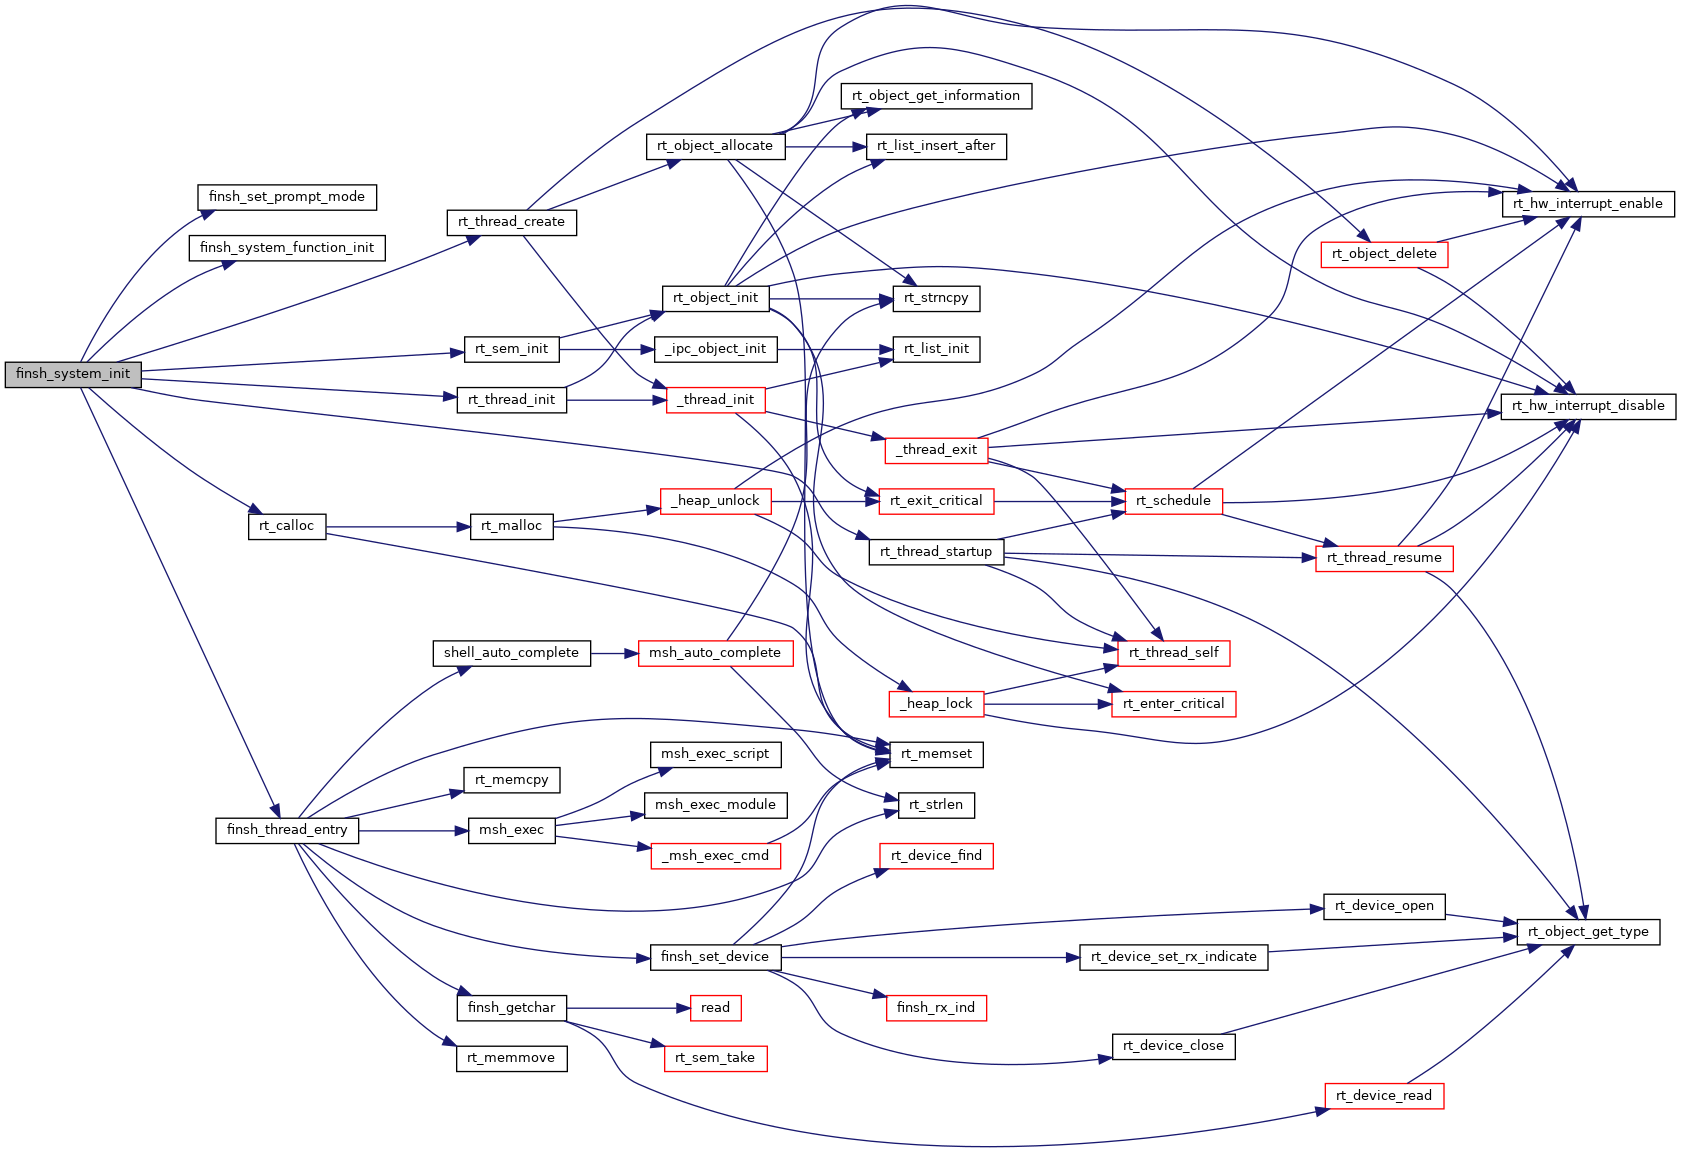 finsh_system_init
finsh_set_prompt_mode
finsh_system_function_init
rt_calloc
finsh_thread_entry
rt_thread_create
rt_sem_init
rt_thread_init
rt_malloc
shell_auto_complete
rt_memcpy
msh_exec
finsh_getchar
rt_memmove
rt_object_allocate
rt_object_init
_ipc_object_init
_thread_init
_heap_unlock
msh_auto_complete
msh_exec_script
msh_exec_module
_msh_exec_cmd
finsh_set_device
read
rt_sem_take
rt_object_get_information
rt_list_insert_after
rt_strncpy
rt_list_init
_thread_exit
rt_exit_critical
rt_thread_startup
_heap_lock
rt_memset
rt_strlen
rt_device_find
finsh_rx_ind
rt_schedule
rt_thread_self
rt_enter_critical
rt_device_set_rx_indicate
rt_device_close
rt_object_delete
rt_thread_resume
rt_device_open
rt_device_read
rt_hw_interrupt_enable
rt_hw_interrupt_disable
rt_object_get_type